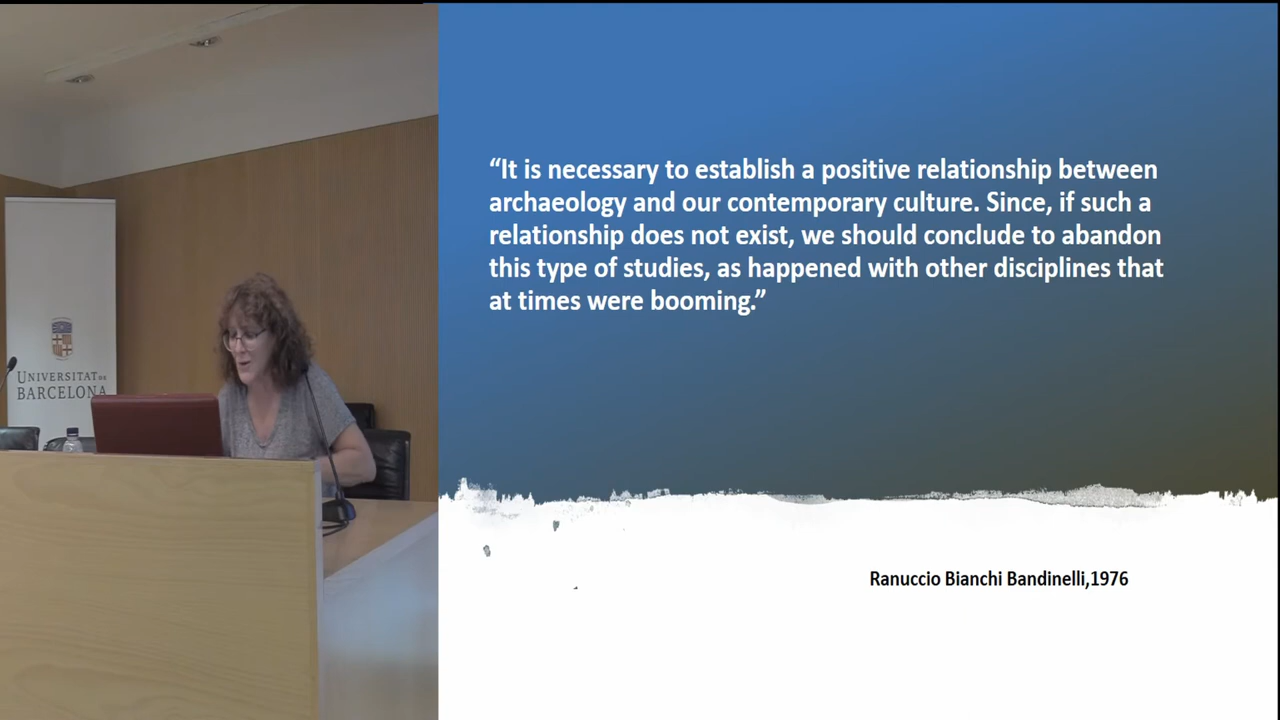 UNIVERSITAT DE
BARCELONA
“It is necessary to establish a positive relationship between
archaeology and our contemporary culture. Since, if such a
relationship does not exist, we should conclude to abandon
this type of studies, as happened with other disciplines that
at times were booming.”
Ranuccio Bianchi Bandinelli,1976